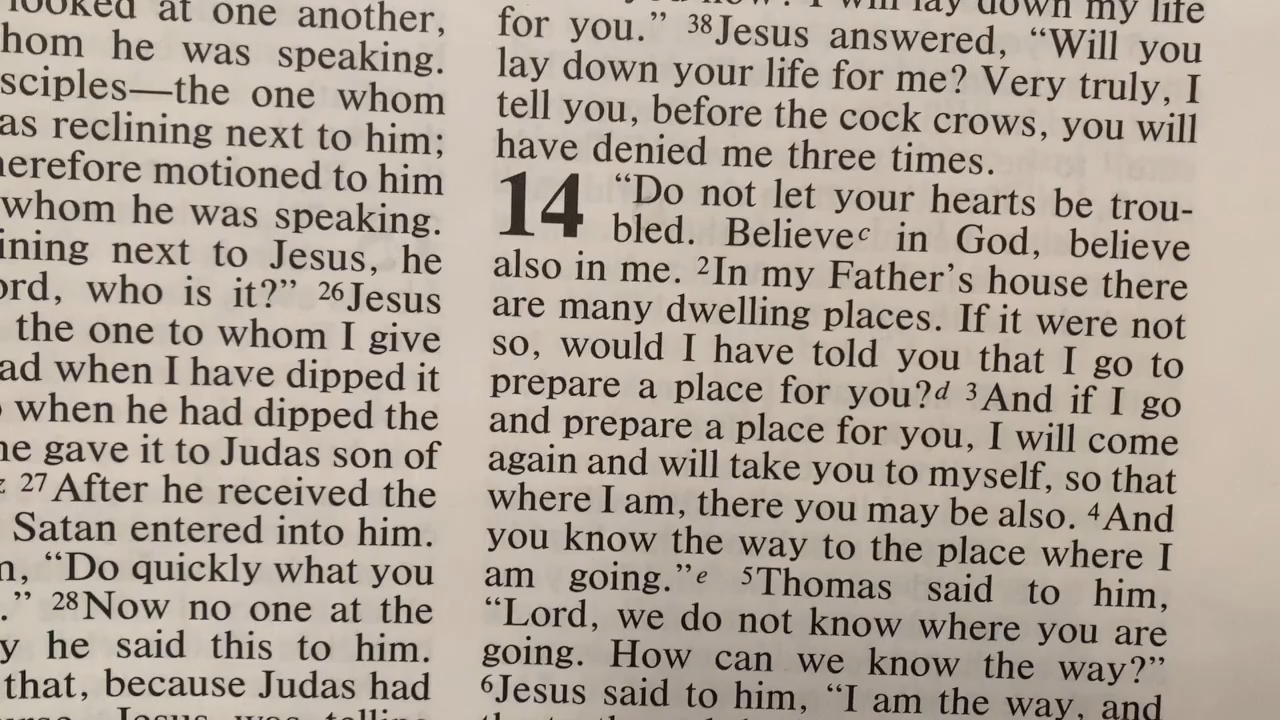 looked at one another,
hom he was speaking.
sciples—the one whom
as reclining next to him;
herefore motioned to him
whom he was speaking.
ining next to Jesus, he
ord, who is it?” 26Jesus
the one to whom I give
ad when I have dipped it
when he had dipped the
he gave it to Judas son of
27After he received the
Satan entered into him.
“Do quickly what you
.” 28Now no one at the
y he said this to him.
that, because Judas had
Jesus was telling
I will lay down my life
for you.” 38Jesus answered, “Will you
lay down your life for me? Very truly, I
tell you, before the cock crows, you will
have denied me three times.
14 “Do not let your hearts be trou-
bled. Believec in God, believe
also in me. 2In my Father’s house there
are many dwelling places. If it were not
so, would I have told you that I go to
prepare a place for you?d 3And if I go
and prepare a place for you, I will come
again and will take you to myself, so that
where I am, there you may be also. 4And
you know the way to the place where I
am going.”e 5Thomas said to him,
“Lord, we do not know where you are
going. How can we know the way?”
6Jesus said to him, “I am the way, and